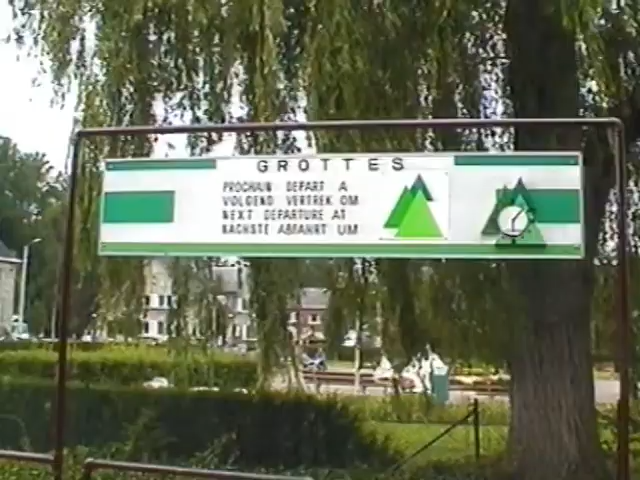 GROTTES
PROCHAIN DEPART A
VOLGEND VERTREK OM
NEXT DEPARTURE AT
NACHSTE ABFAHRT UM